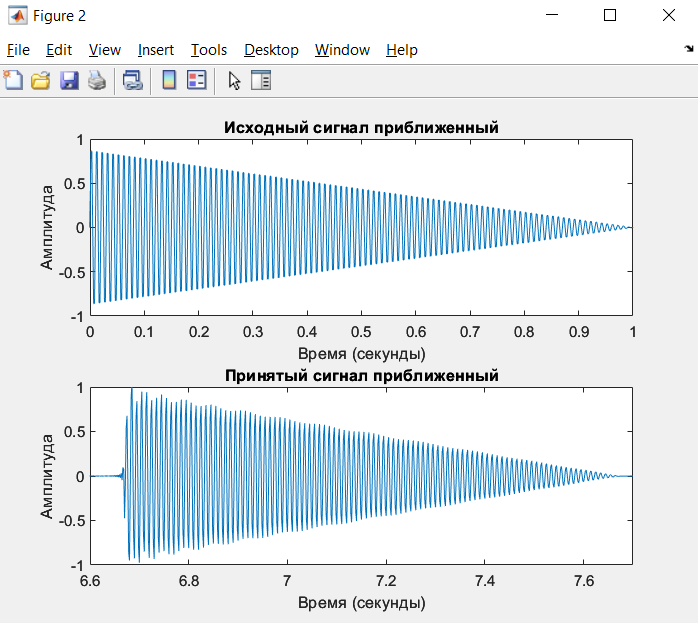 Figure 2
File Edit View Insert Tools Desktop Window Help
Исходный сигнал приближенный
1
0.5
0
-0.5
-1
Амплитуда
0 0.1 0.2 0.3 0.4 0.5 0.6 0.7 0.8 0.9 1
Время (секунды)
Принятый сигнал приближенный
1
0.5
0
-0.5
-1
Амплитуда
6.6 6.8 7 7.2 7.4 7.6
Время (секунды)